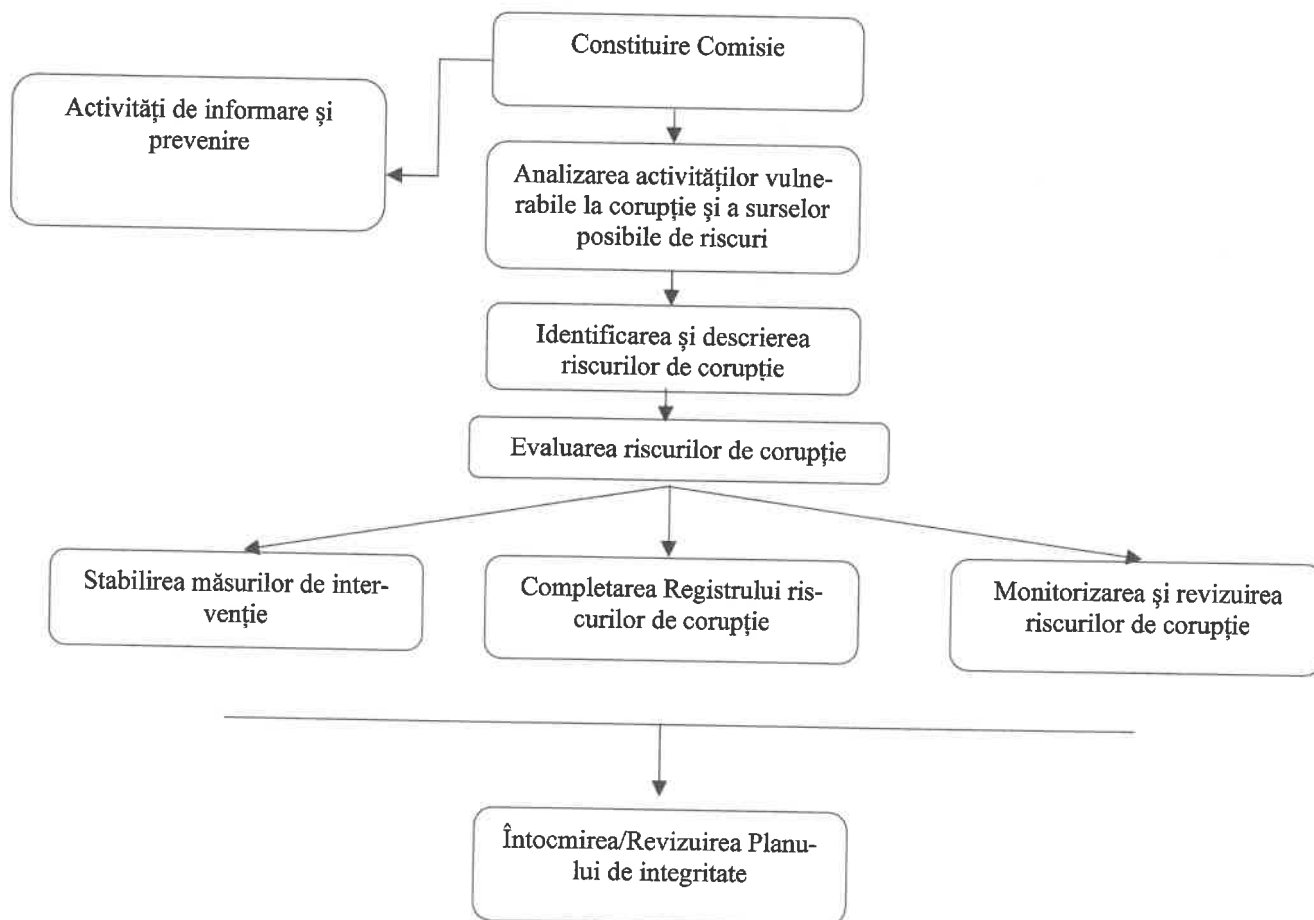 Constituire Comisie
Activități de informare și
prevenire
Analizarea activităților vulne-
rabile la corupție și a surselor
posibile de riscuri
Identificarea și descrierea
riscurilor de corupție
Evaluarea riscurilor de corupție
Stabilirea măsurilor de inter-
venție
Completarea Registrului ris-
curilor de corupție
Monitorizarea și revizuirea
riscurilor de corupție
Întocmirea/Revizuirea Planu-
lui de integritate